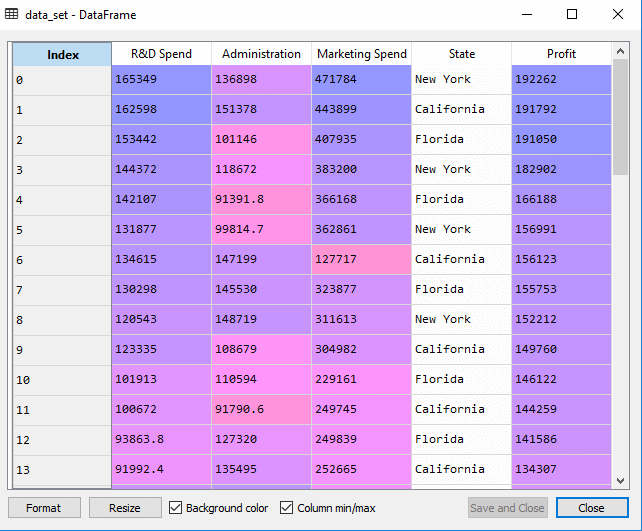 data_set - DataFrame
Index R&D Spend Administration Marketing Spend State Profit
0 165349 136898 471784 New York 192262
1 162598 151378 443899 California 191792
2 153442 101146 407935 Florida 191050
3 144372 118672 383200 New York 182902
4 142107 91391.8 366168 Florida 166188
5 131877 99814.7 362861 New York 156991
6 134615 147199 127717 California 156123
7 130298 145530 323877 Florida 155753
8 120543 148719 311613 New York 152212
9 123335 108679 304982 California 149760
10 101913 110594 229161 Florida 146122
11 100672 91790.6 249745 California 144259
12 93863.8 127320 249839 Florida 141586
13 91992.4 135495 252665 California 134307
Format Resize Background color Column min/max Save and Close Close